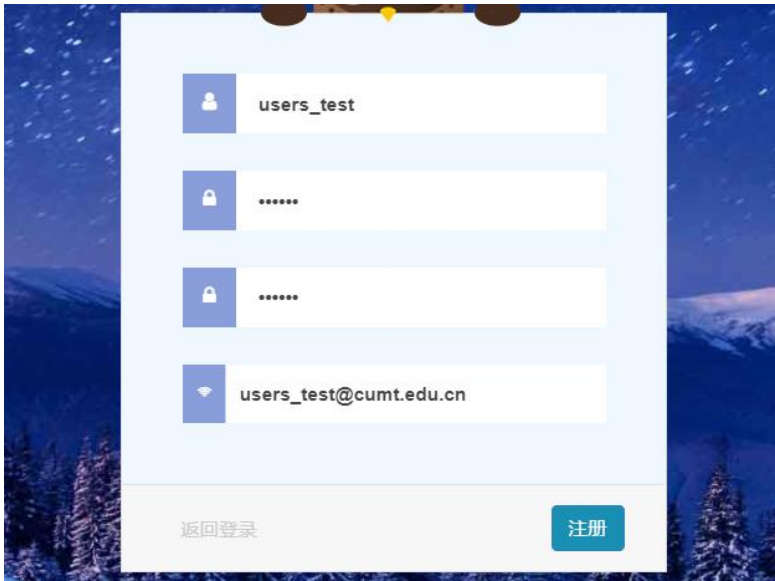 users_test
••••••
••••••
users_test@cumt.edu.cn
返回登录
注册